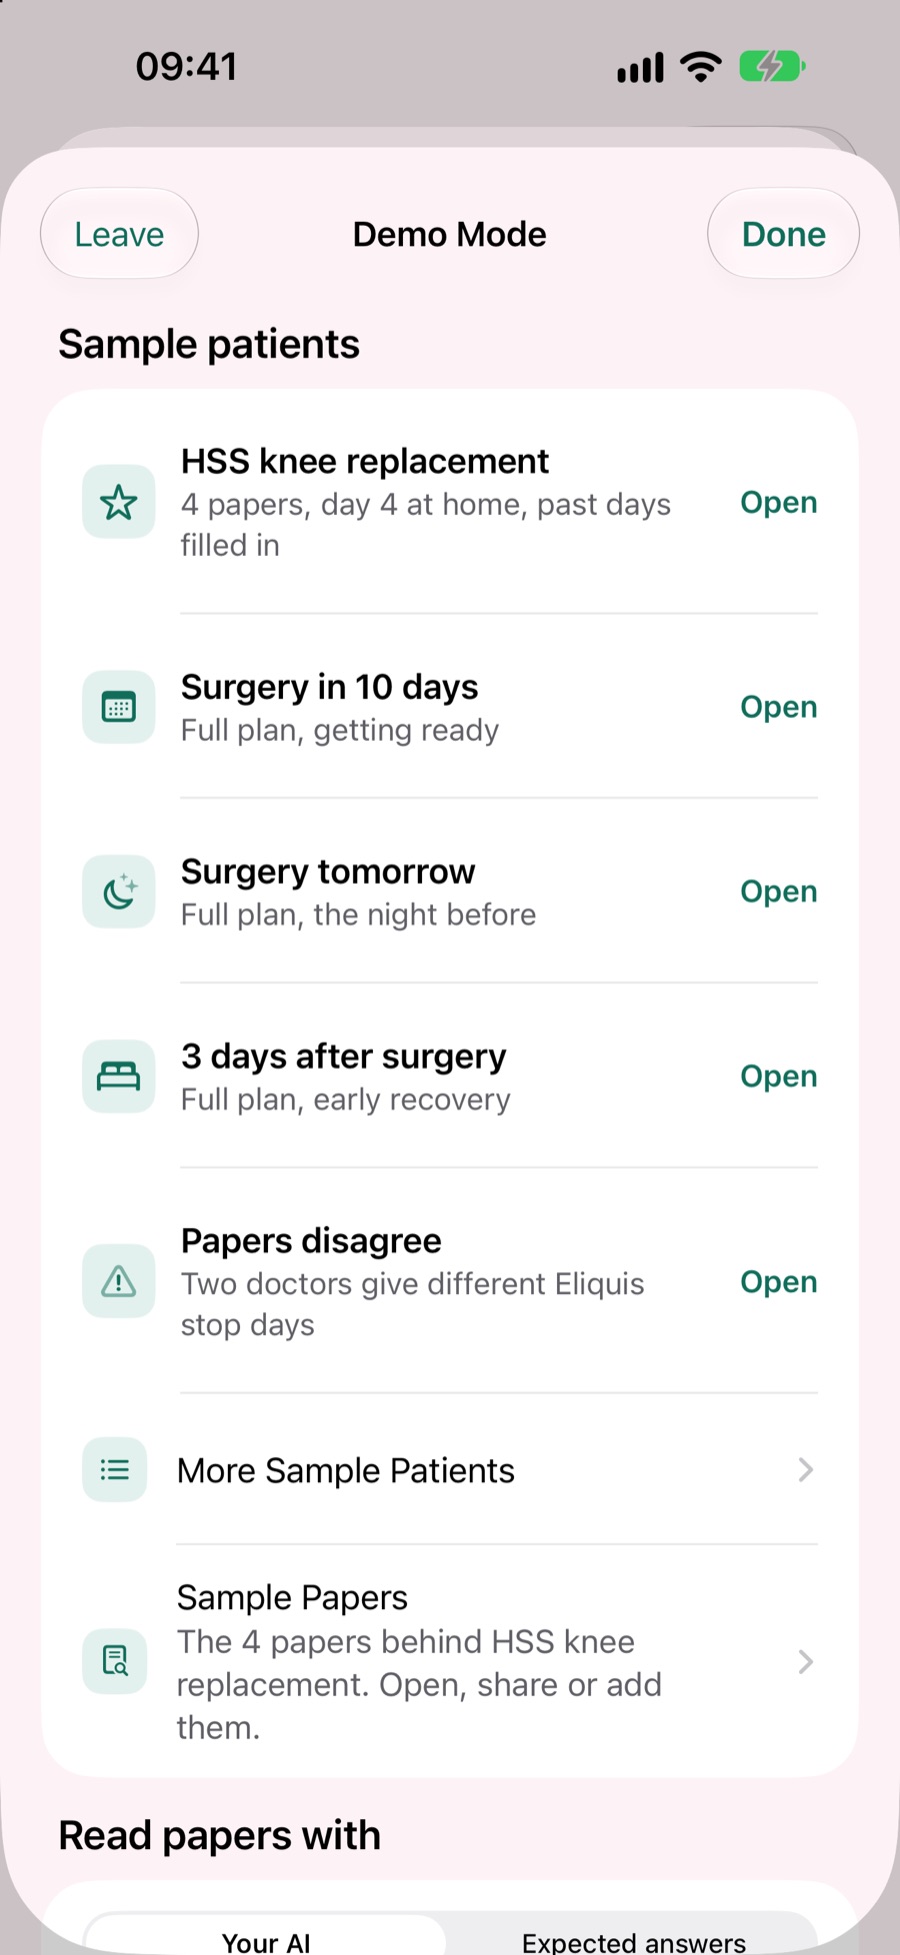 09:41
Leave
Demo Mode
Done
Sample patients
HSS knee replacement
4 papers, day 4 at home, past days
filled in
Open
Surgery in 10 days
Full plan, getting ready
Open
Surgery tomorrow
Full plan, the night before
Open
3 days after surgery
Full plan, early recovery
Open
Papers disagree
Two doctors give different Eliquis
stop days
Open
More Sample Patients
Sample Papers
The 4 papers behind HSS knee
replacement. Open, share or add
them.
Read papers with
Your AI
Expected answers